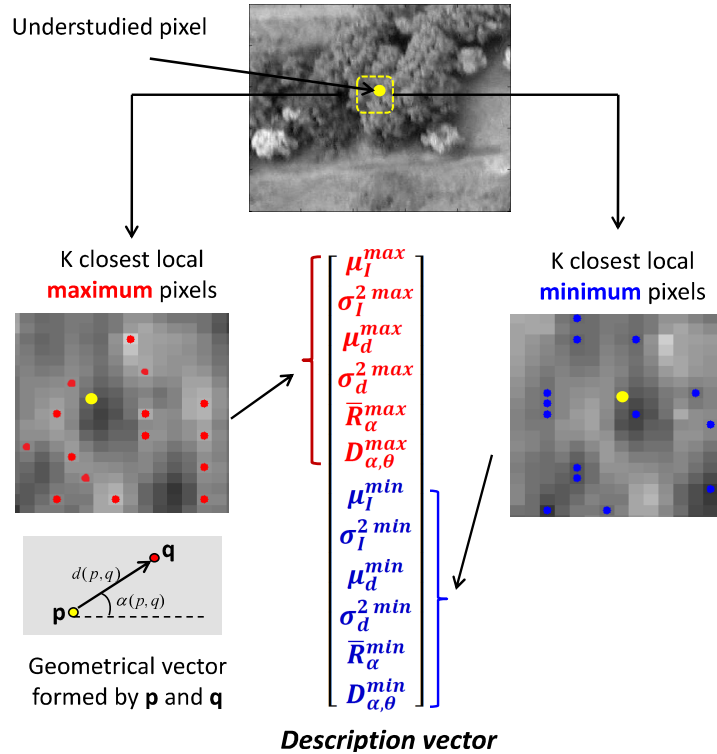 Understudied pixel
K closest local
maximum pixels
K closest local
minimum pixels
μ_I^{max}
σ_I^{2 max}
μ_d^{max}
σ_d^{2 max}
R̅_α^{max}
D_{α,θ}^{max}
μ_I^{min}
σ_I^{2 min}
μ_d^{min}
σ_d^{2 min}
R̅_α^{min}
D_{α,θ}^{min}
q
d(p,q)
α(p,q)
p
Geometrical vector
formed by p and q
Description vector